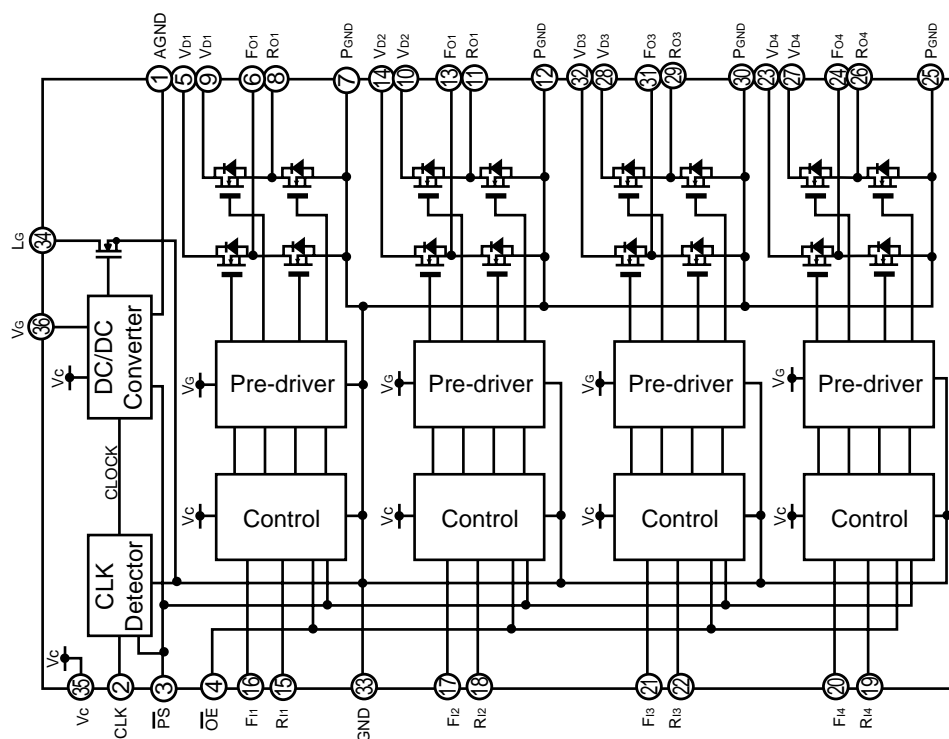 AGND VD1 VD1 FO1 RO1 PGND VD2 VD2 FO1 RO1 PGND VD3 VD3 FO3 RO3 PGND VD4 VD4 FO4 RO4 PGND
1 5 9 6 8 7 14 10 13 11 12 32 28 31 29 30 23 27 24 26 25
LG 34
VG 36
VC
DC/DC
Converter
VG Pre-driver VG Pre-driver VG Pre-driver VG Pre-driver
CLOCK
VC Control VC Control VC Control VC Control
CLK
Detector
VC
35 2 3 4 16 15 33 17 18 21 22 20 19
VC CLK PS OE FI1 RI1 GND FI2 RI2 FI3 RI3 FI4 RI4